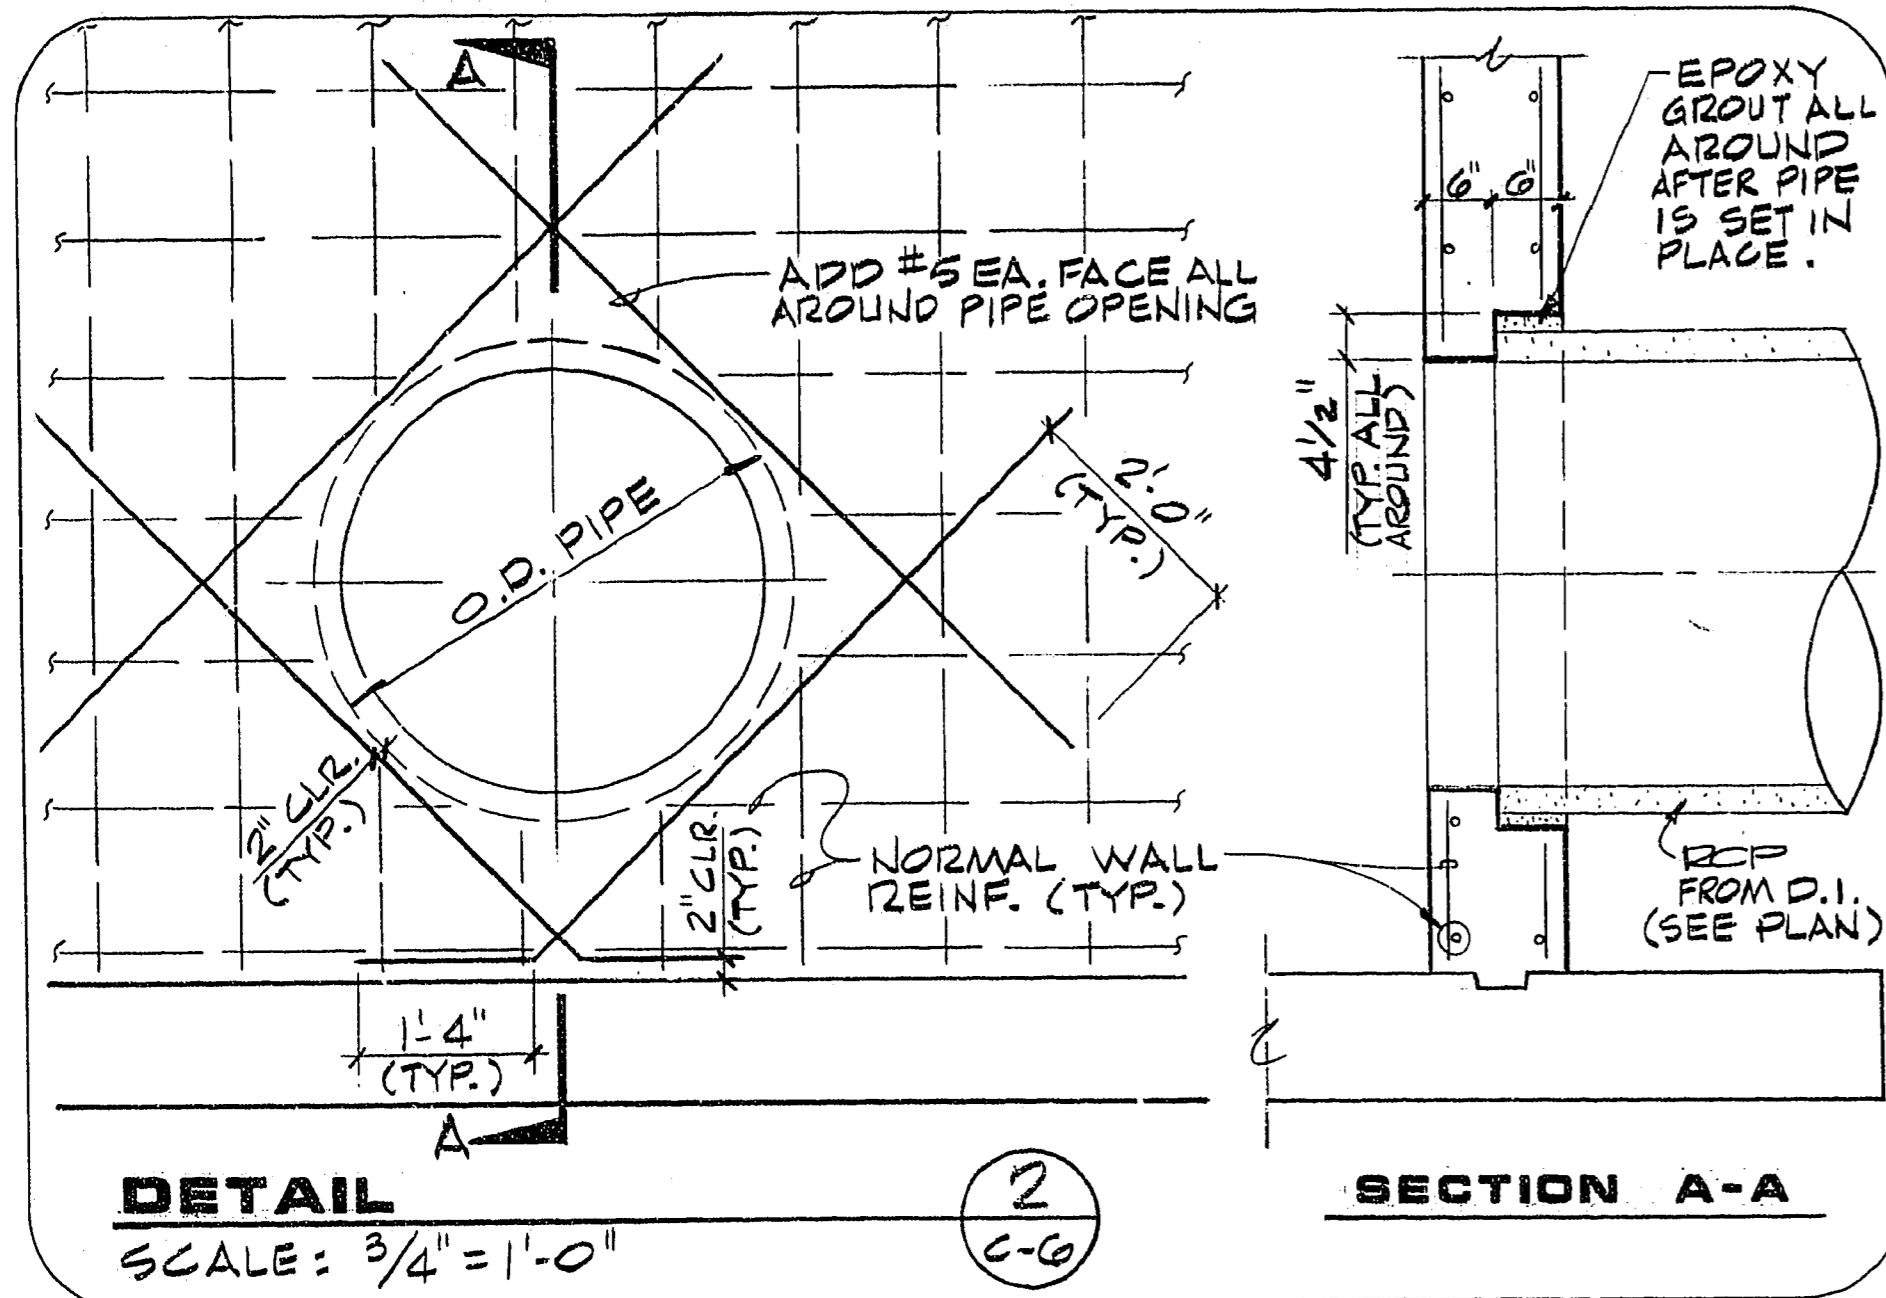 A
ADD #5 EA. FACE ALL
AROUND PIPE OPENING
O.D. PIPE
2'-0"
(TYP.)
2" CLR.
(TYP.)
2" CLR.
(TYP.)
NORMAL WALL
REINF. (TYP.)
1'-4"
(TYP.)
A
EPOXY
GROUT ALL
AROUND
AFTER PIPE
IS SET IN
PLACE.
6" 6"
4 1/2"
(TYP. ALL
AROUND)
RCP
FROM D.I.
(SEE PLAN)
DETAIL
SCALE: 3/4" = 1'-0"
2
C-6
SECTION A-A